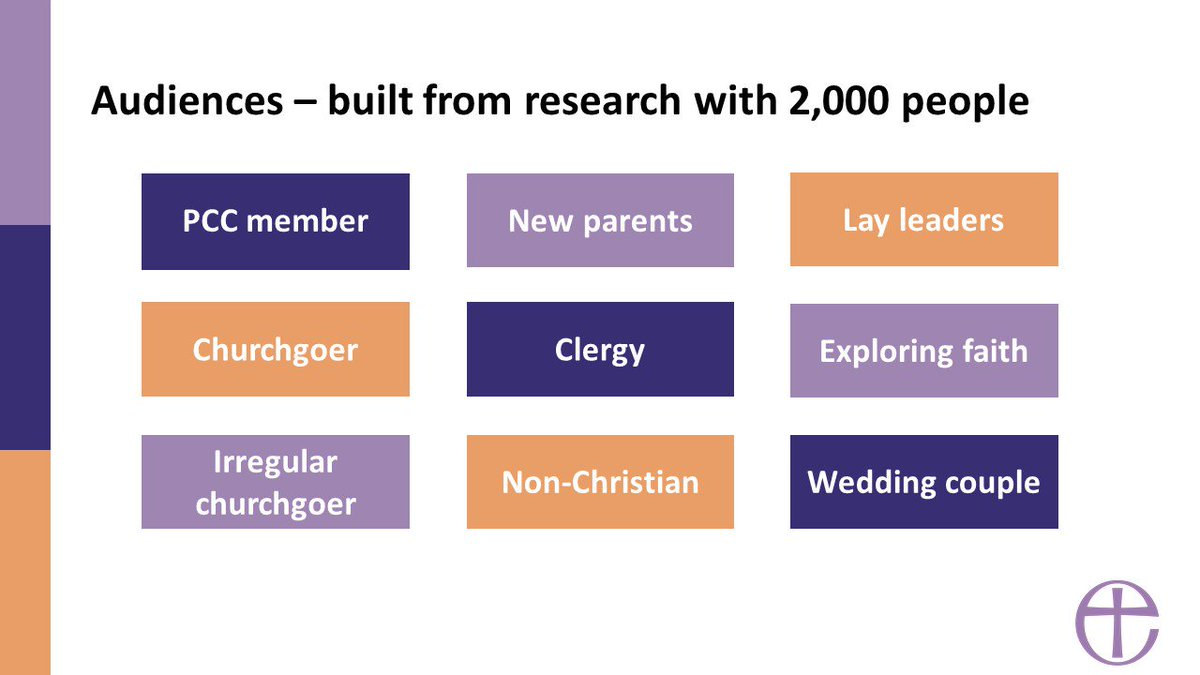 Audiences – built from research with 2,000 people
PCC member
New parents
Lay leaders
Churchgoer
Clergy
Exploring faith
Irregular
churchgoer
Non-Christian
Wedding couple